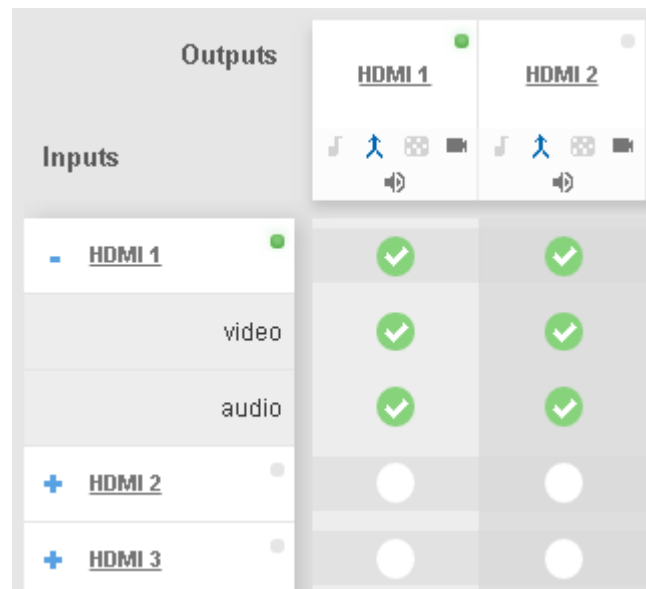 Outputs
HDMI 1
HDMI 2
Inputs
- HDMI 1
video
audio
+ HDMI 2
+ HDMI 3